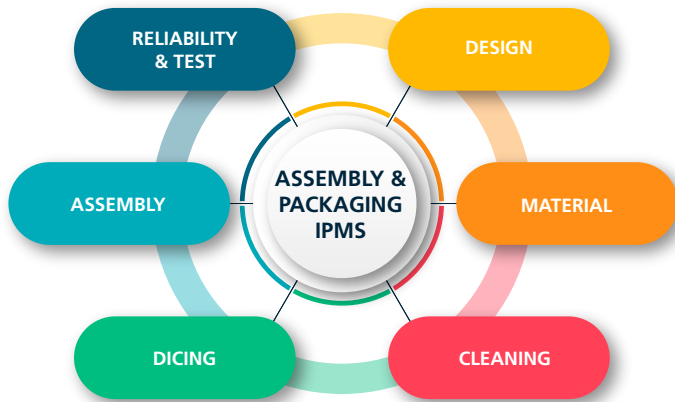 RELIABILITY
& TEST
DESIGN
ASSEMBLY
ASSEMBLY &
PACKAGING
IPMS
MATERIAL
DICING
CLEANING